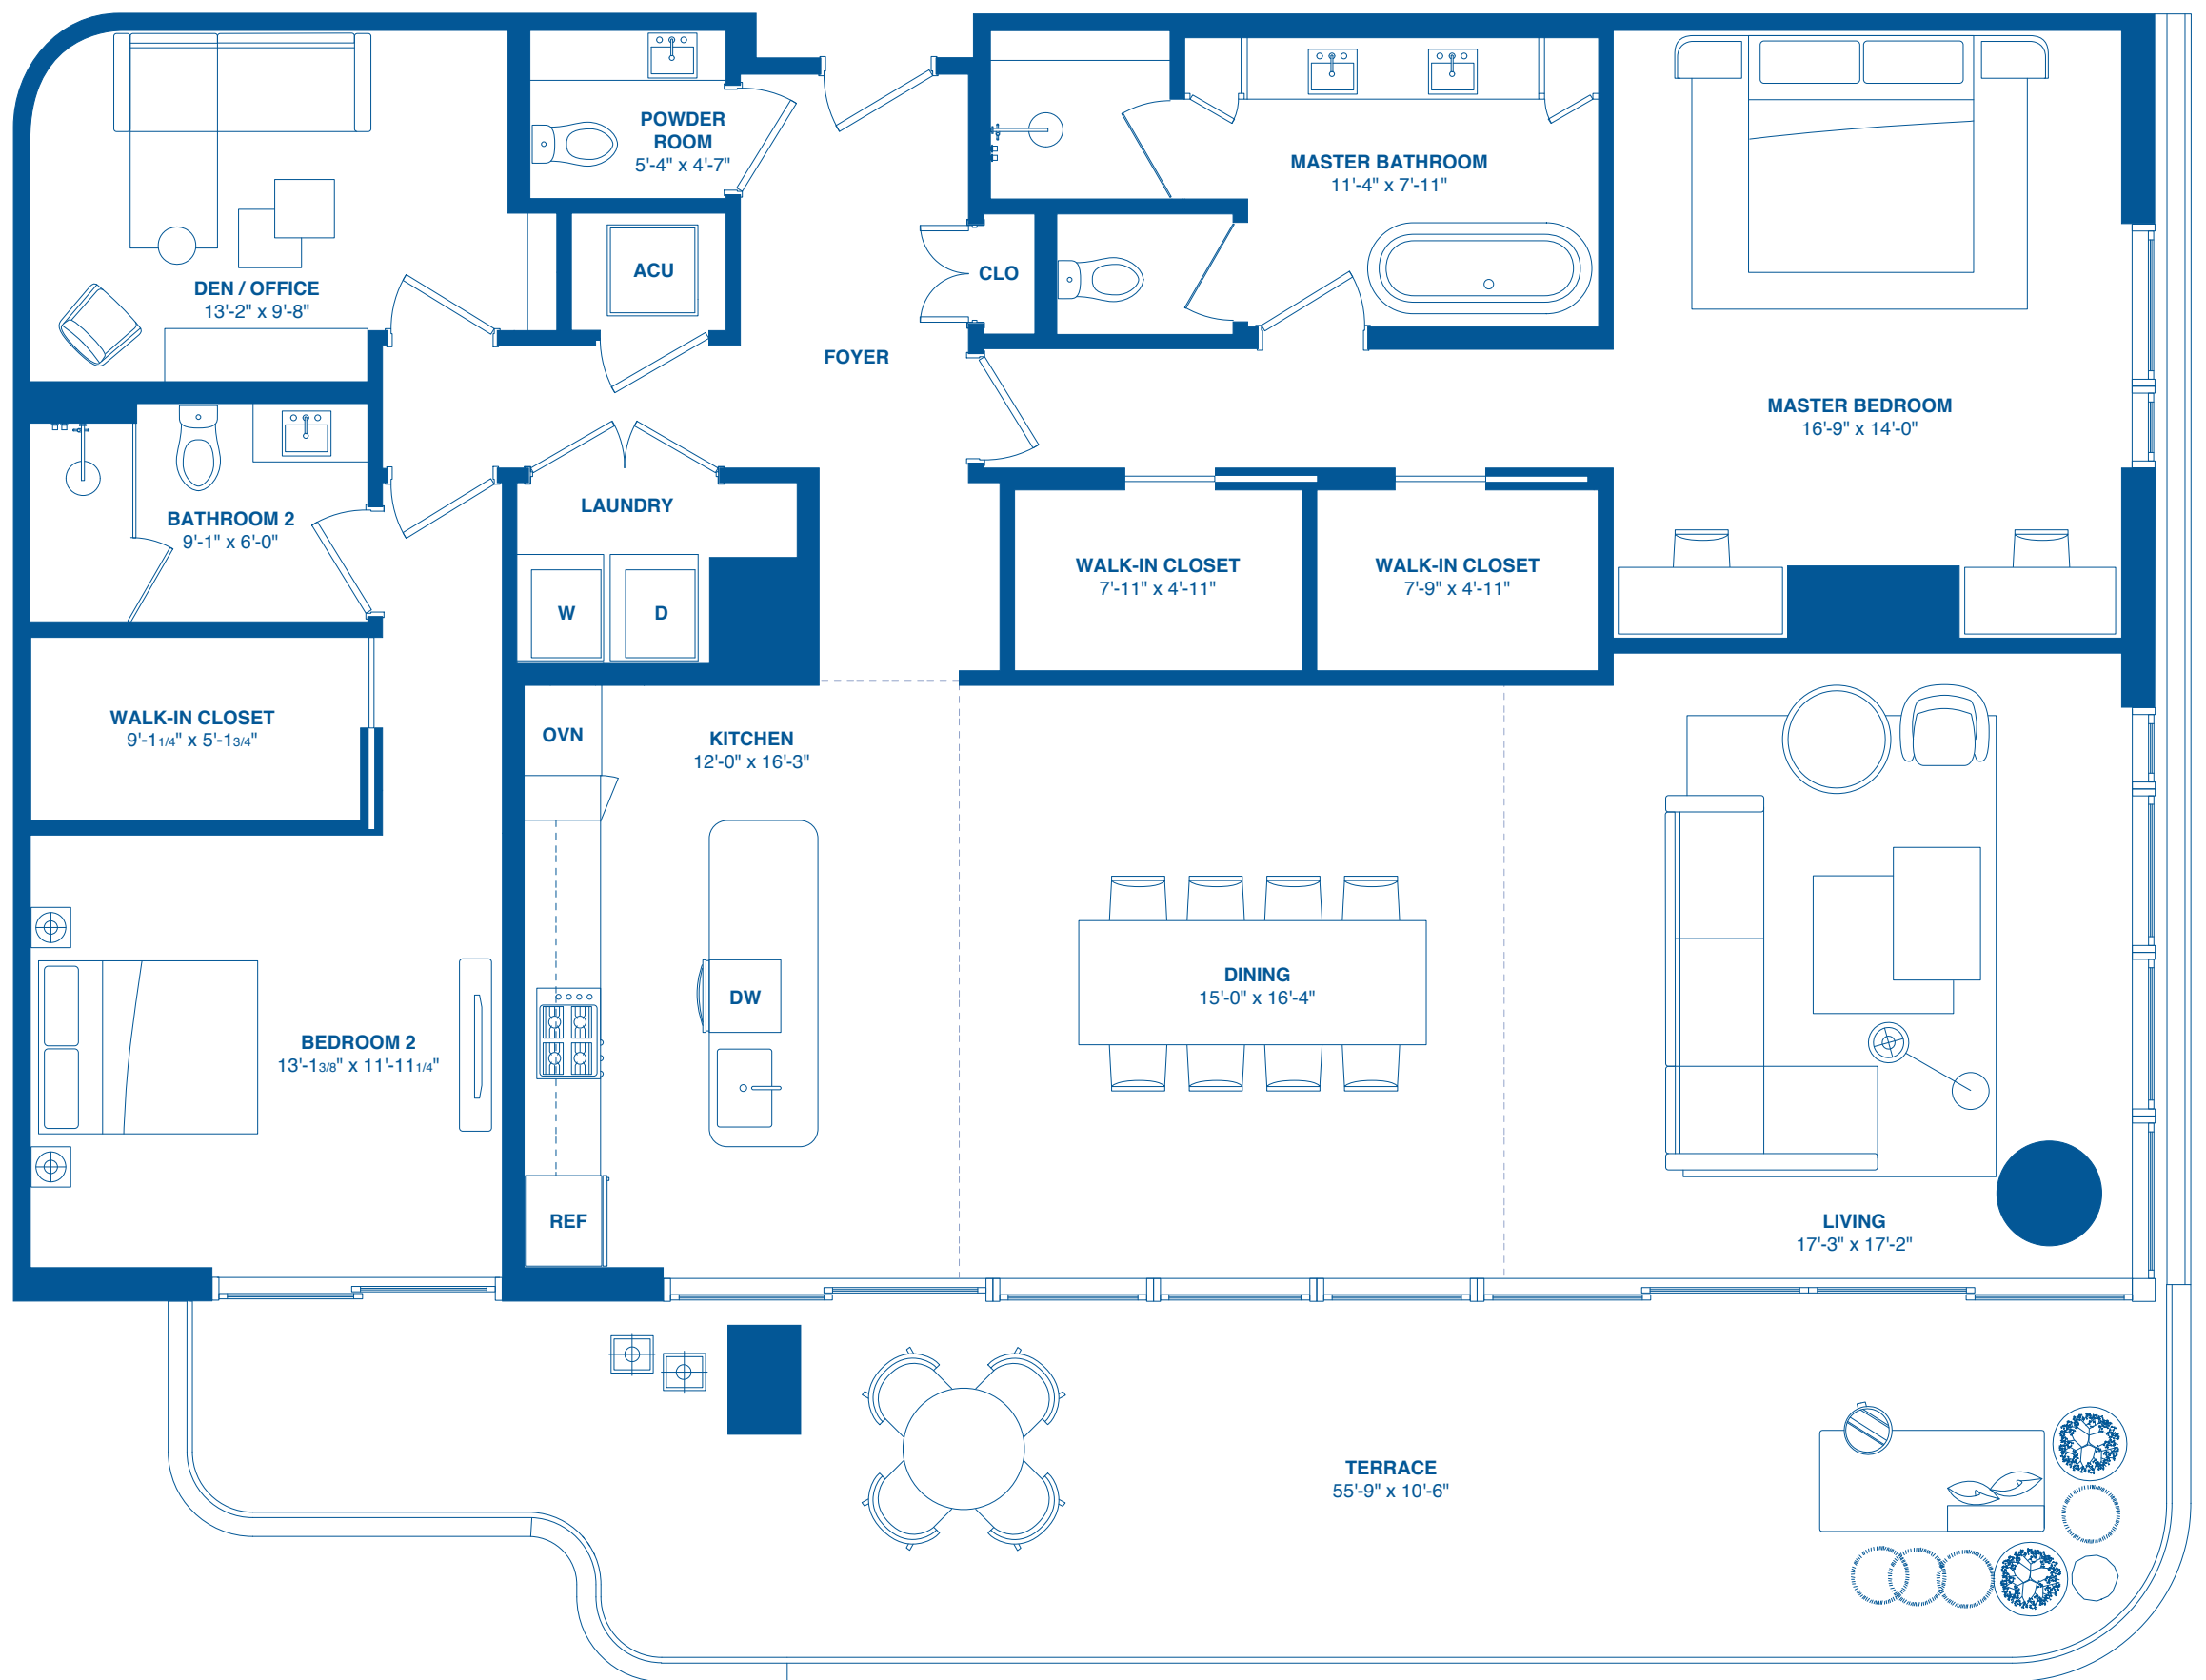 POWDER
ROOM
5'-4" x 4'-7"
MASTER BATHROOM
11'-4" x 7'-11"
ACU
CLO
DEN / OFFICE
13'-2" x 9'-8"
FOYER
MASTER BEDROOM
16'-9" x 14'-0"
LAUNDRY
BATHROOM 2
9'-1" x 6'-0"
WALK-IN CLOSET
7'-11" x 4'-11"
WALK-IN CLOSET
7'-9" x 4'-11"
W
D
WALK-IN CLOSET
9'-1 1/4" x 5'-1 3/4"
OVN
KITCHEN
12'-0" x 16'-3"
DINING
15'-0" x 16'-4"
DW
BEDROOM 2
13'-1 3/8" x 11'-11 1/4"
REF
LIVING
17'-3" x 17'-2"
TERRACE
55'-9" x 10'-6"